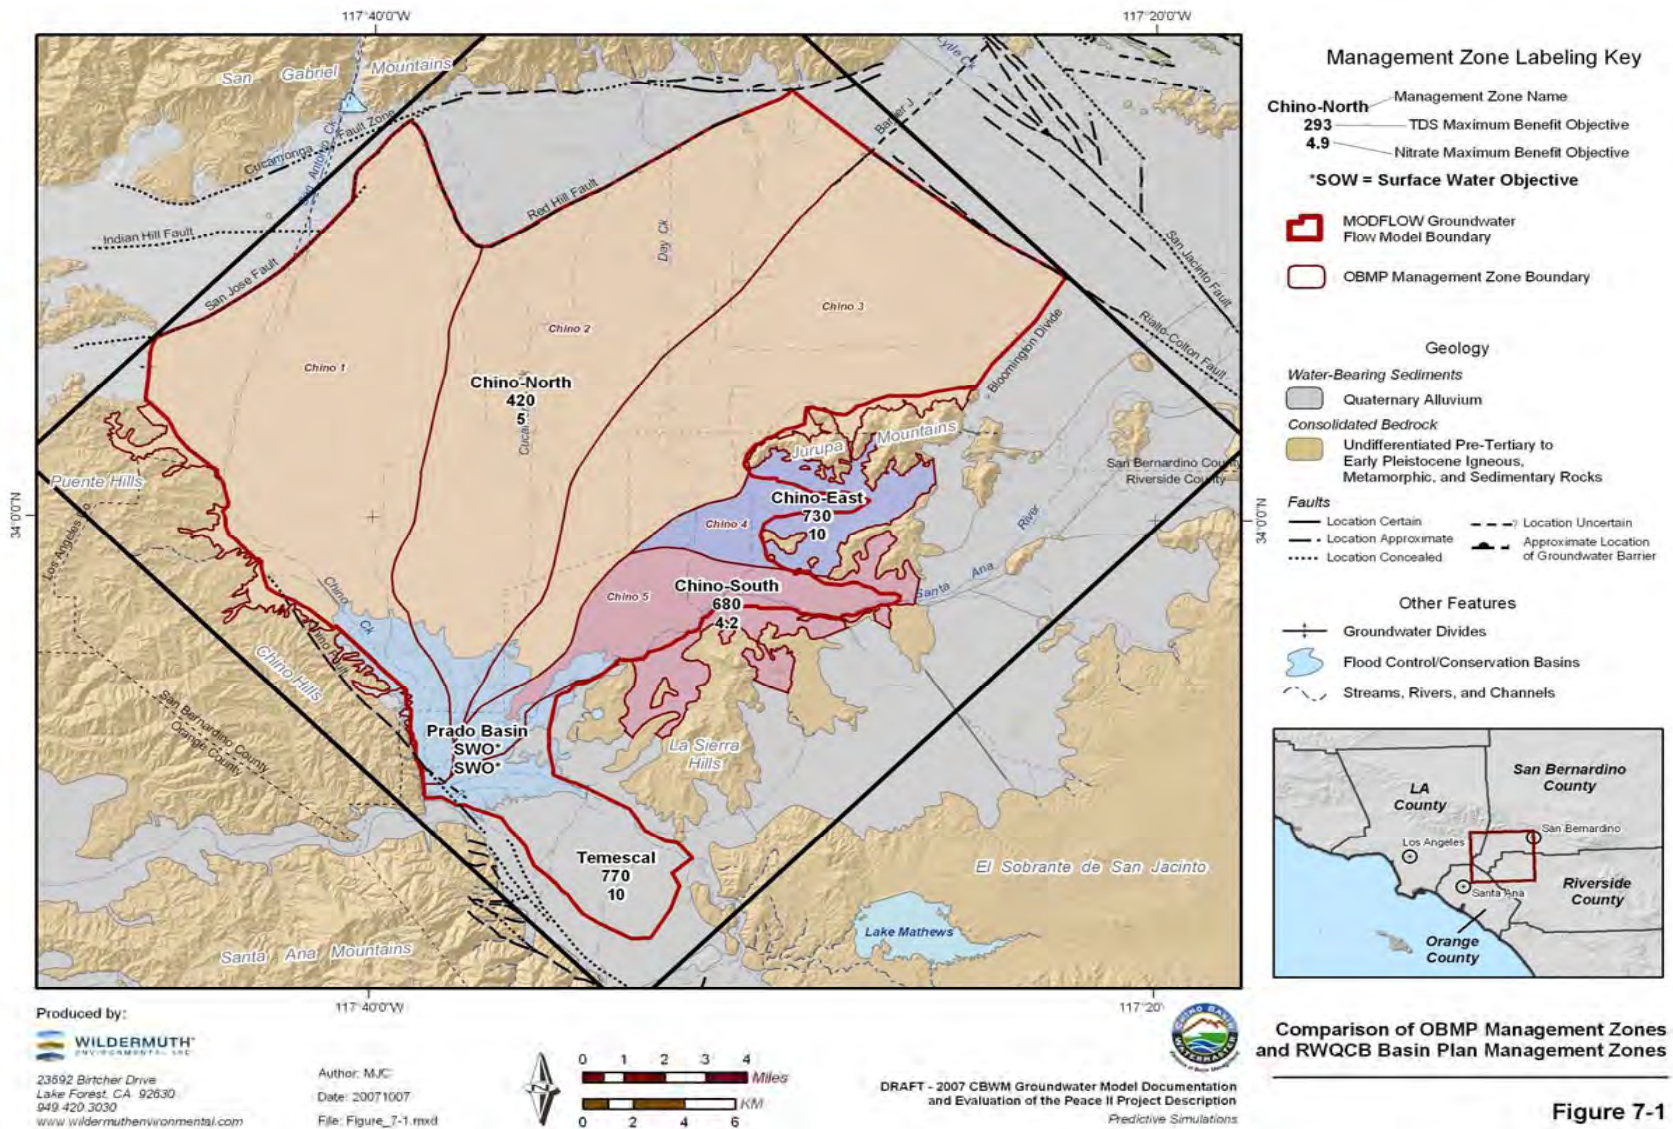 117°40'0"W
117°20'0"W
San Gabriel Mountains
Lytle Ck
Cucamonga Fault Zone
San Antonio Ck
Barrier J
Indian Hill Fault
San Jose Fault
Red Hill Fault
Day Ck
San Jacinto Fault
Rialto-Colton Fault
Bloomington Divide
Chino 1
Chino 2
Chino 3
Chino-North
420
5
Jurupa Mountains
San Bernardino County
Riverside County
Puente Hills
Los Angeles Co.
34°0'0"N
34°0'0"N
Chino-East
730
10
Chino 4
River
Ana
Santa
Chino-South
680
4.2
Chino 5
Chino Ck
Chino Fault
Chino Hills
San Bernardino County
Orange County
Prado Basin
SWO*
SWO*
La Sierra
Hills
Temescal
770
10
El Sobrante de San Jacinto
Lake Mathews
Santa Ana Mountains
117°40'0"W
117°20'
Management Zone Labeling Key
Chino-North
Management Zone Name
293
TDS Maximum Benefit Objective
4.9
Nitrate Maximum Benefit Objective
*SOW = Surface Water Objective
MODFLOW Groundwater
Flow Model Boundary
OBMP Management Zone Boundary
Geology
Water-Bearing Sediments
Quaternary Alluvium
Consolidated Bedrock
Undifferentiated Pre-Tertiary to
Early Pleistocene Igneous,
Metamorphic, and Sedimentary Rocks
Faults
Location Certain
Location Uncertain
Location Approximate
Approximate Location
of Groundwater Barrier
Location Concealed
Other Features
Groundwater Divides
Flood Control/Conservation Basins
Streams, Rivers, and Channels
San Bernardino
County
LA
County
Los Angeles
San Bernardino
Santa Ana
Riverside
County
Orange
County
Produced by:
WILDERMUTH
ENVIRONMENTAL INC
23692 Birtcher Drive
Lake Forest, CA 92630
949.420.3030
www.wildermuthenvironmental.com
Author: MJC
Date: 20071007
File: Figure_7-1.mxd
0 1 2 3 4
Miles
KM
0 2 4 6
CHINO BASIN
WATERMASTER
DRAFT - 2007 CBWM Groundwater Model Documentation
and Evaluation of the Peace II Project Description
Predictive Simulations
Comparison of OBMP Management Zones
and RWQCB Basin Plan Management Zones
Figure 7-1